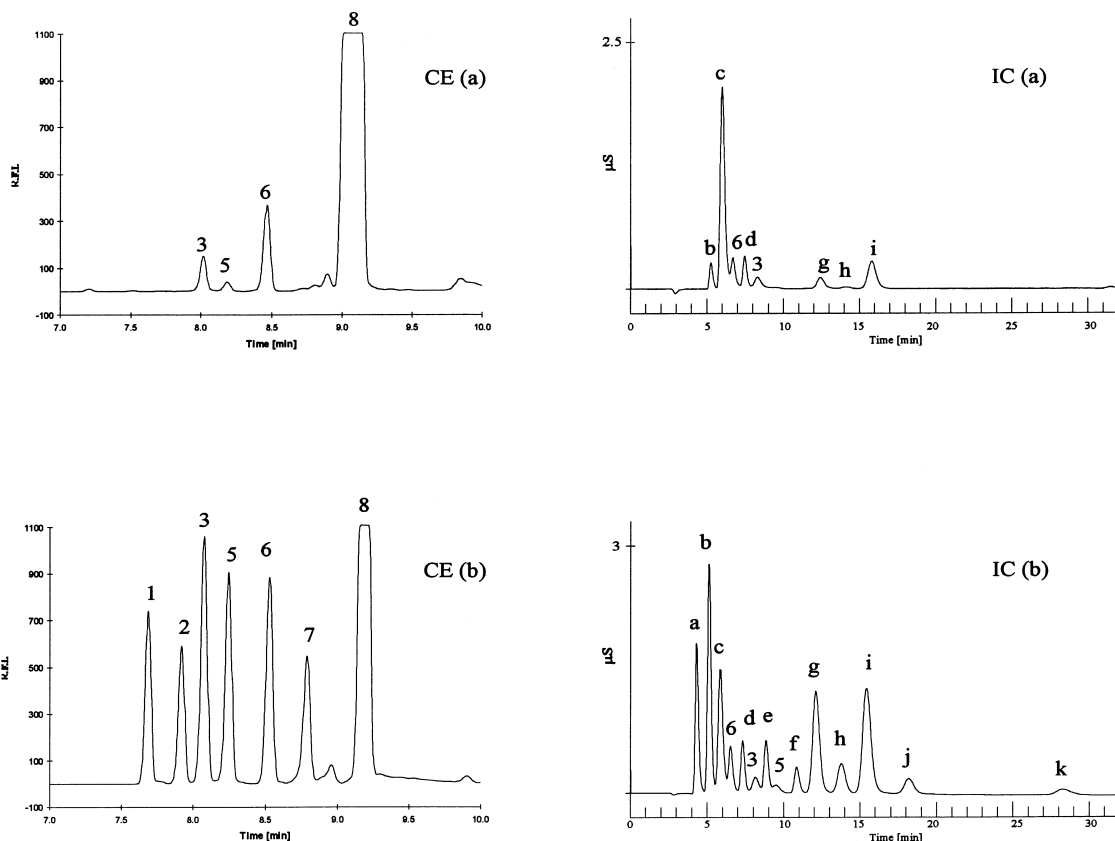 8
1100
900
700
500
300
100
-100
R.F.I.
CE (a)
3
5
6
7.0 7.5 8.0 8.5 9.0 9.5 10.0
Time [min]
2.5
µS
IC (a)
c
b
6
d
3
g
h
i
0 5 10 15 20 25 30
Time [min]
8
1100
900
700
500
300
100
-100
R.F.I.
CE (b)
1
2
3
5
6
7
7.0 7.5 8.0 8.5 9.0 9.5 10.0
Time [min]
3
µS
IC (b)
a
b
c
6
d
3
e
5
f
g
h
i
j
k
0 5 10 15 20 25 30
Time [min]